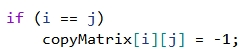 if (i == j)
    copyMatrix[i][j] = -1;